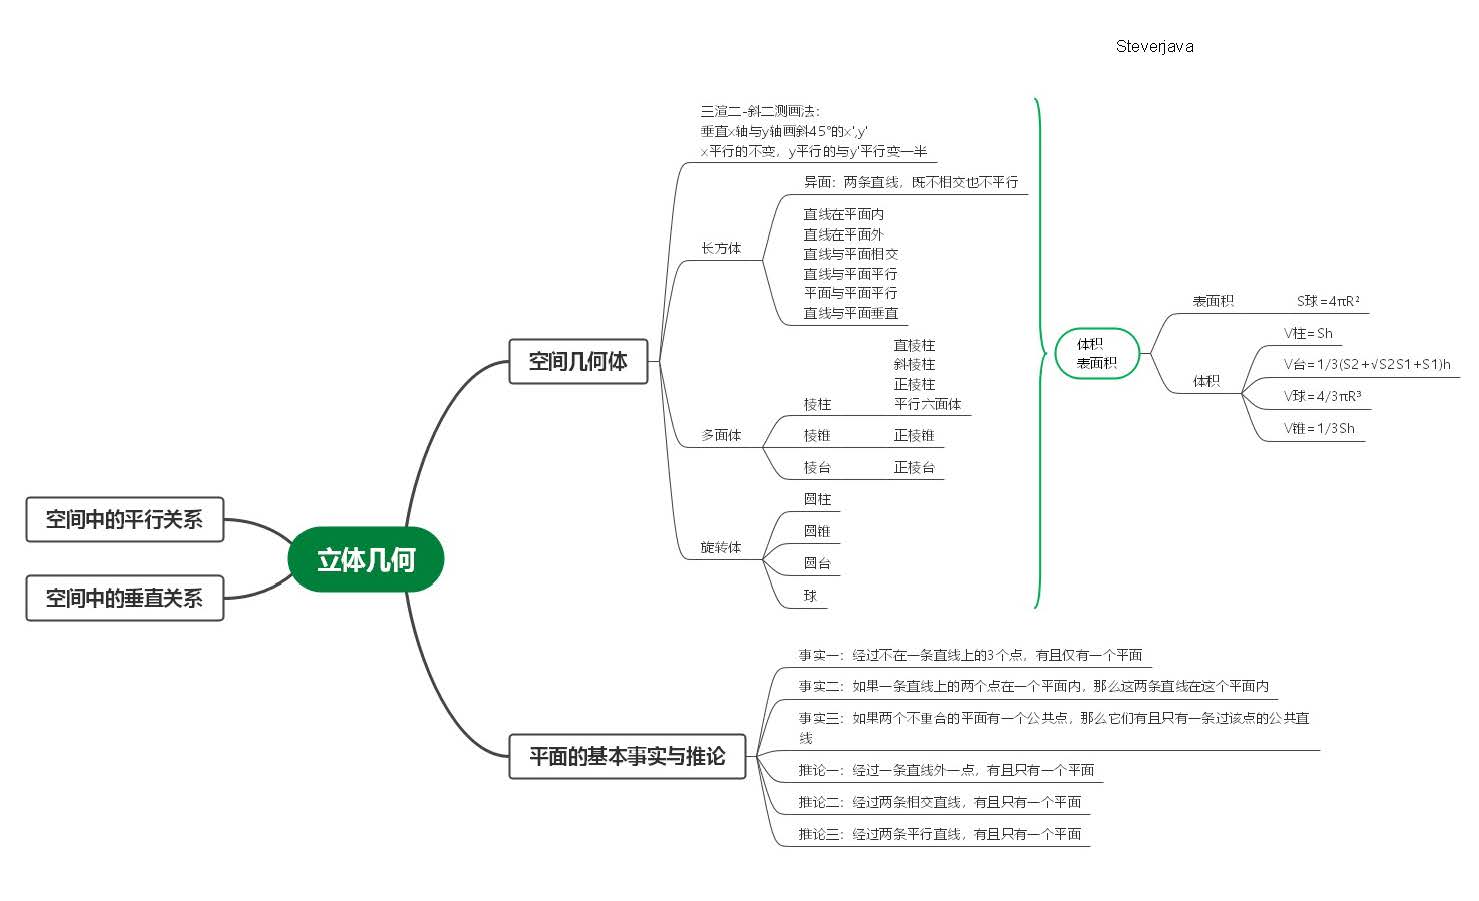 Steverjava
三渲二-斜二测画法：
垂直x轴与y轴画斜45°的x',y'
x平行的不变，y平行的与y'平行变一半
异面：两条直线，既不相交也不平行
直线在平面内
直线在平面外
直线与平面相交
直线与平面平行
平面与平面平行
直线与平面垂直
长方体
空间几何体
直棱柱
斜棱柱
正棱柱
平行六面体
棱柱
多面体
棱锥
正棱锥
棱台
正棱台
圆柱
圆锥
旋转体
圆台
球
体积
表面积
表面积
S球=4πR²
体积
V柱=Sh
V台=1/3(S2+√S2S1+S1)h
V球=4/3πR³
V锥=1/3Sh
空间中的平行关系
立体几何
空间中的垂直关系
平面的基本事实与推论
事实一：经过不在一条直线上的3个点，有且仅有一个平面
事实二：如果一条直线上的两个点在一个平面内，那么这两条直线在这个平面内
事实三：如果两个不重合的平面有一个公共点，那么它们有且只有一条过该点的公共直
线
推论一：经过一条直线外一点，有且只有一个平面
推论二：经过两条相交直线，有且只有一个平面
推论三：经过两条平行直线，有且只有一个平面